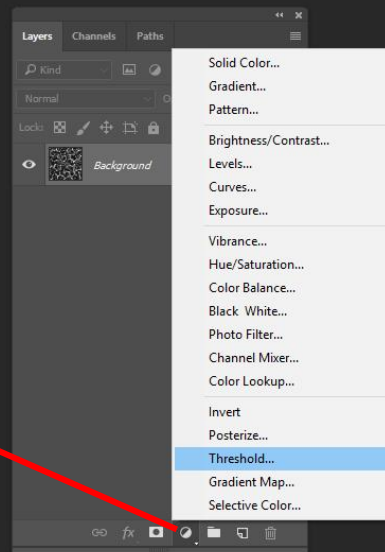 Layers Channels Paths
Kind
Normal O
Lock:
Background
fx
Solid Color...
Gradient...
Pattern...
Brightness/Contrast...
Levels...
Curves...
Exposure...
Vibrance...
Hue/Saturation...
Color Balance...
Black White...
Photo Filter...
Channel Mixer...
Color Lookup...
Invert
Posterize...
Threshold...
Gradient Map...
Selective Color...